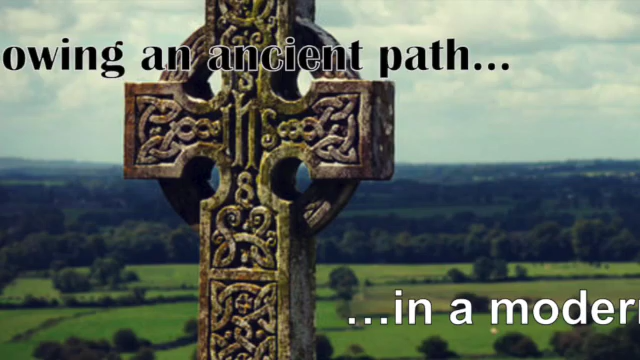 owing an ancient path...
...in a modern